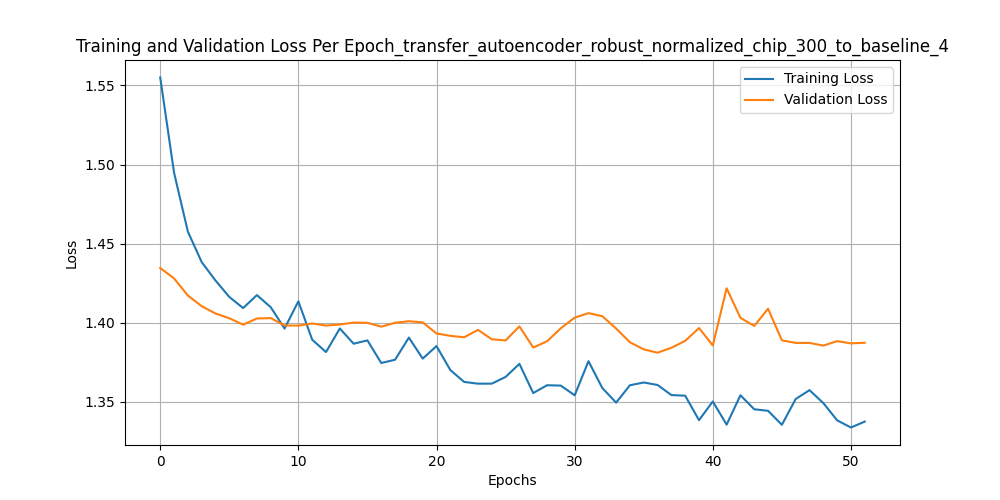 Training and Validation Loss Per Epoch_transfer_autoencoder_robust_normalized_chip_300_to_baseline_4
Training Loss
Validation Loss
1.55
1.50
1.45
1.40
1.35
Loss
0 10 20 30 40 50
Epochs